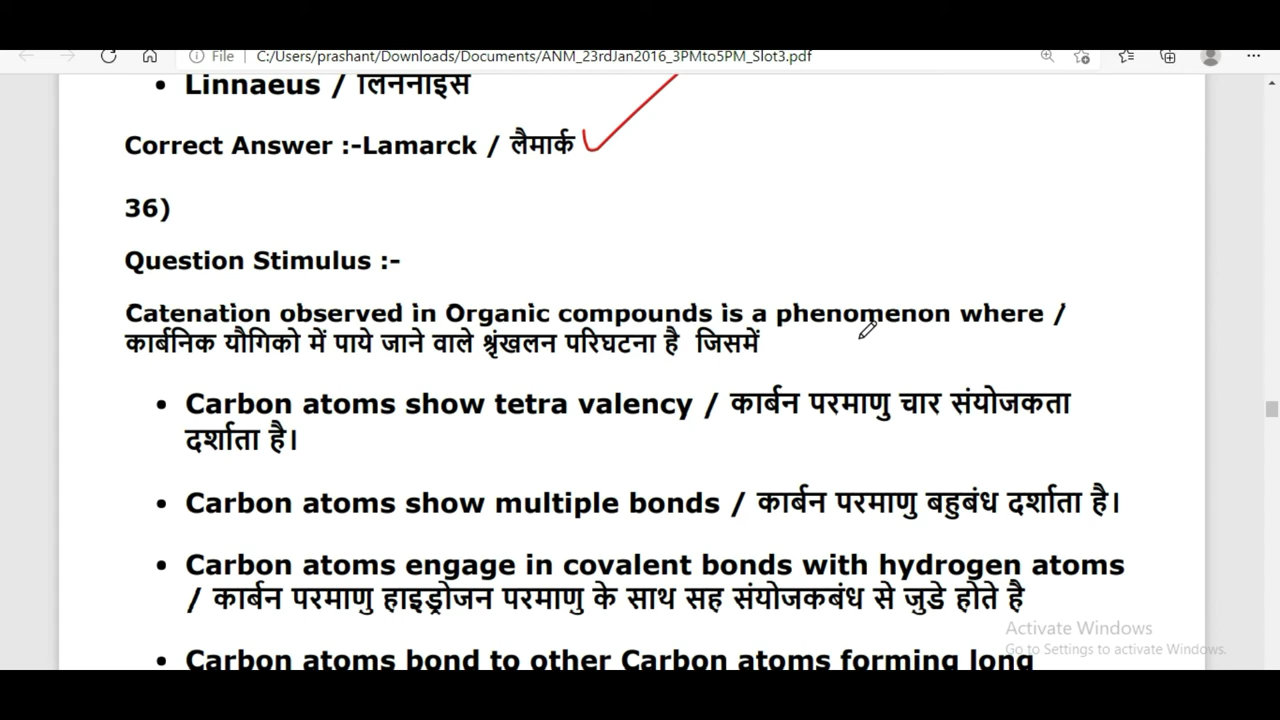 File C:/Users/prashant/Downloads/Documents/ANM_23rdJan2016_3PMto5PM_Slot3.pdf
• Linnaeus / लिननाइस
Correct Answer :-Lamarck / लैमार्क
36)
Question Stimulus :-
Catenation observed in Organic compounds is a phenomenon where /
कार्बनिक यौगिको में पाये जाने वाले श्रृंखलन परिघटना है जिसमें
• Carbon atoms show tetra valency / कार्बन परमाणु चार संयोजकता
दर्शाता है।
• Carbon atoms show multiple bonds / कार्बन परमाणु बहुबंध दर्शाता है।
• Carbon atoms engage in covalent bonds with hydrogen atoms
/ कार्बन परमाणु हाइड्रोजन परमाणु के साथ सह संयोजकबंध से जुडे होते है
• Carbon atoms bond to other Carbon atoms forming long
Activate Windows
Go to Settings to activate Windows.